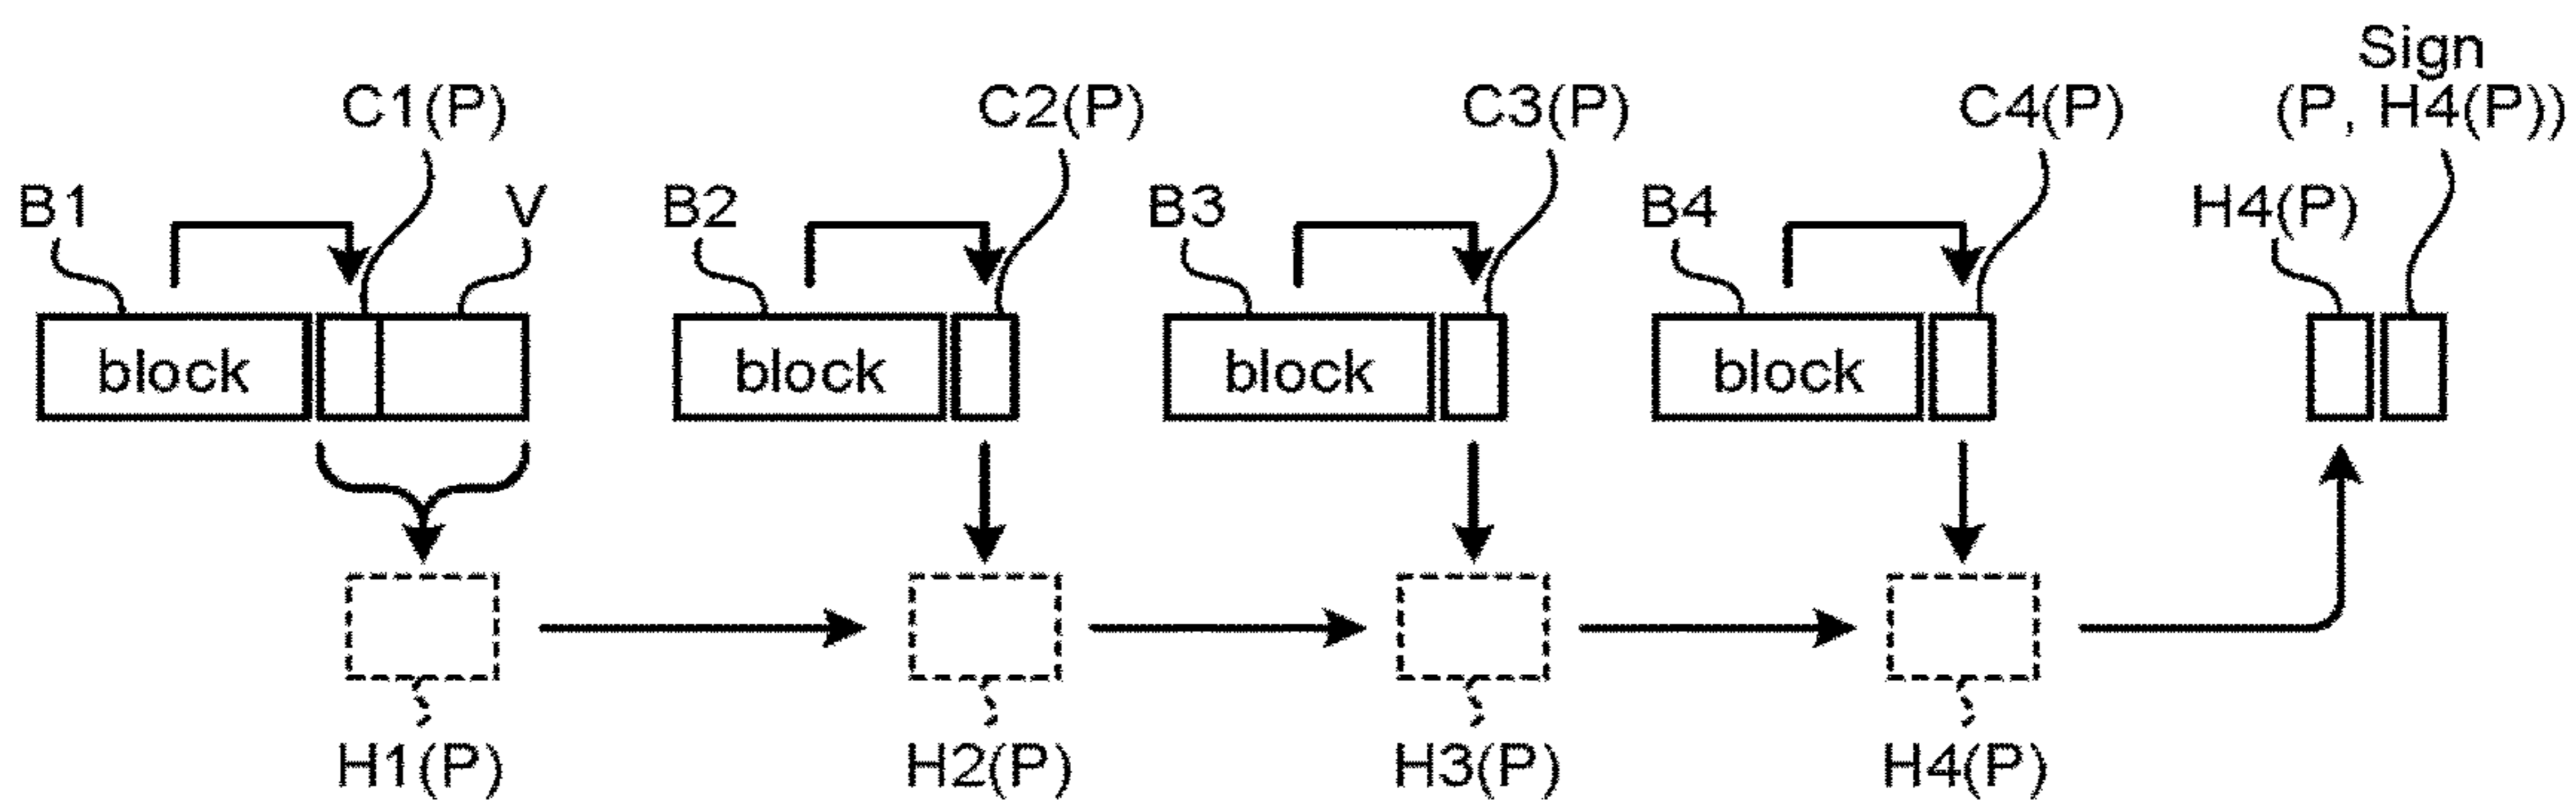 Sign
C1(P) C2(P) C3(P) C4(P) (P, H4(P))
B1 V B2 B3 B4 H4(P)
block block block block
H1(P) H2(P) H3(P) H4(P)